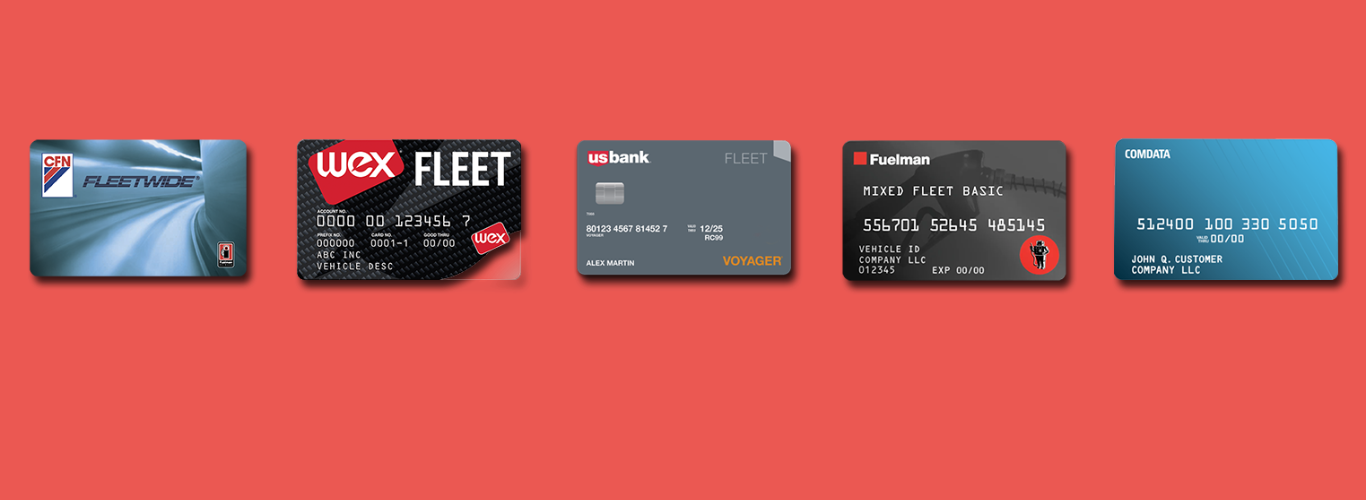 CFN
FLEETWIDE
wex FLEET
ACCOUNT NO.
0000 00 123456 7
PREFIX NO. CARD NO. GOOD THRU
000000 0001-1 00/00
ABC INC
VEHICLE DESC
wex
usbank FLEET
80123 4567 81452 7 12/25
VOYAGER RC99
ALEX MARTIN VOYAGER
Fuelman
MIXED FLEET BASIC
556701 52645 485145
VEHICLE ID
COMPANY LLC
012345 EXP 00/00
COMDATA
512400 100 330 5050
00/00
JOHN Q. CUSTOMER
COMPANY LLC